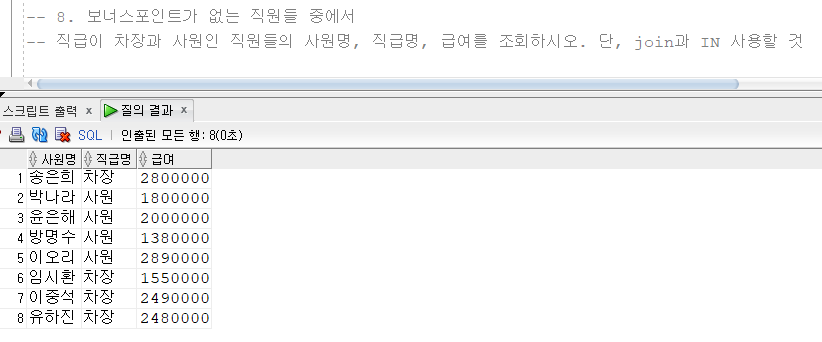 -- 8. 보너스포인트가 없는 직원들 중에서
-- 직급이 차장과 사원인 직원들의 사원명, 직급명, 급여를 조회하시오. 단, join과 IN 사용할 것
스크립트 출력 x 질의 결과 x
SQL | 인출된 모든 행: 8(0초)
사원명 직급명 급여
1 송은희 차장 2800000
2 박나라 사원 1800000
3 윤은해 사원 2000000
4 방명수 사원 1380000
5 이오리 사원 2890000
6 임시환 차장 1550000
7 이중석 차장 2490000
8 유하진 차장 2480000